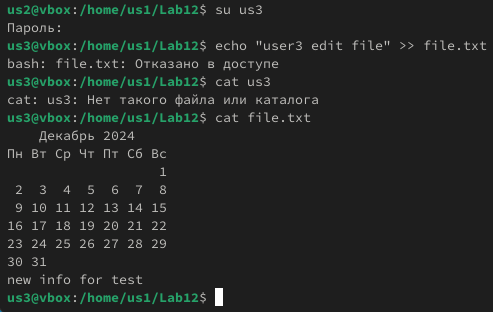 us2@vbox:/home/us1/Lab12$ su us3
Пароль:
us3@vbox:/home/us1/Lab12$ echo "user3 edit file" >> file.txt
bash: file.txt: Отказано в доступе
us3@vbox:/home/us1/Lab12$ cat us3
cat: us3: Нет такого файла или каталога
us3@vbox:/home/us1/Lab12$ cat file.txt
    Декабрь 2024
Пн Вт Ср Чт Пт Сб Вс
                   1
 2  3  4  5  6  7  8
 9 10 11 12 13 14 15
16 17 18 19 20 21 22
23 24 25 26 27 28 29
30 31
new info for test
us3@vbox:/home/us1/Lab12$